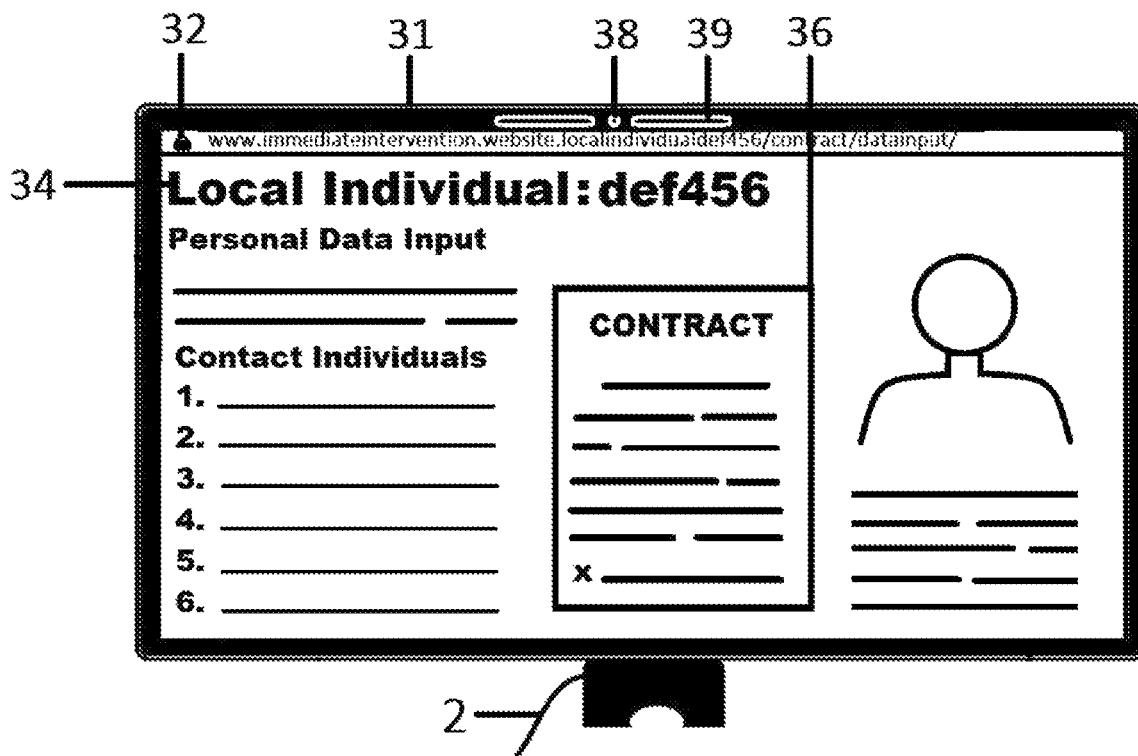 32 31 38 39 36
www.immediateintervention.website.localindividualdef456/contract/datainput/
34
Local Individual: def456
Personal Data Input
CONTRACT
Contact Individuals
1.
2.
3.
4.
5.
6.
x
2